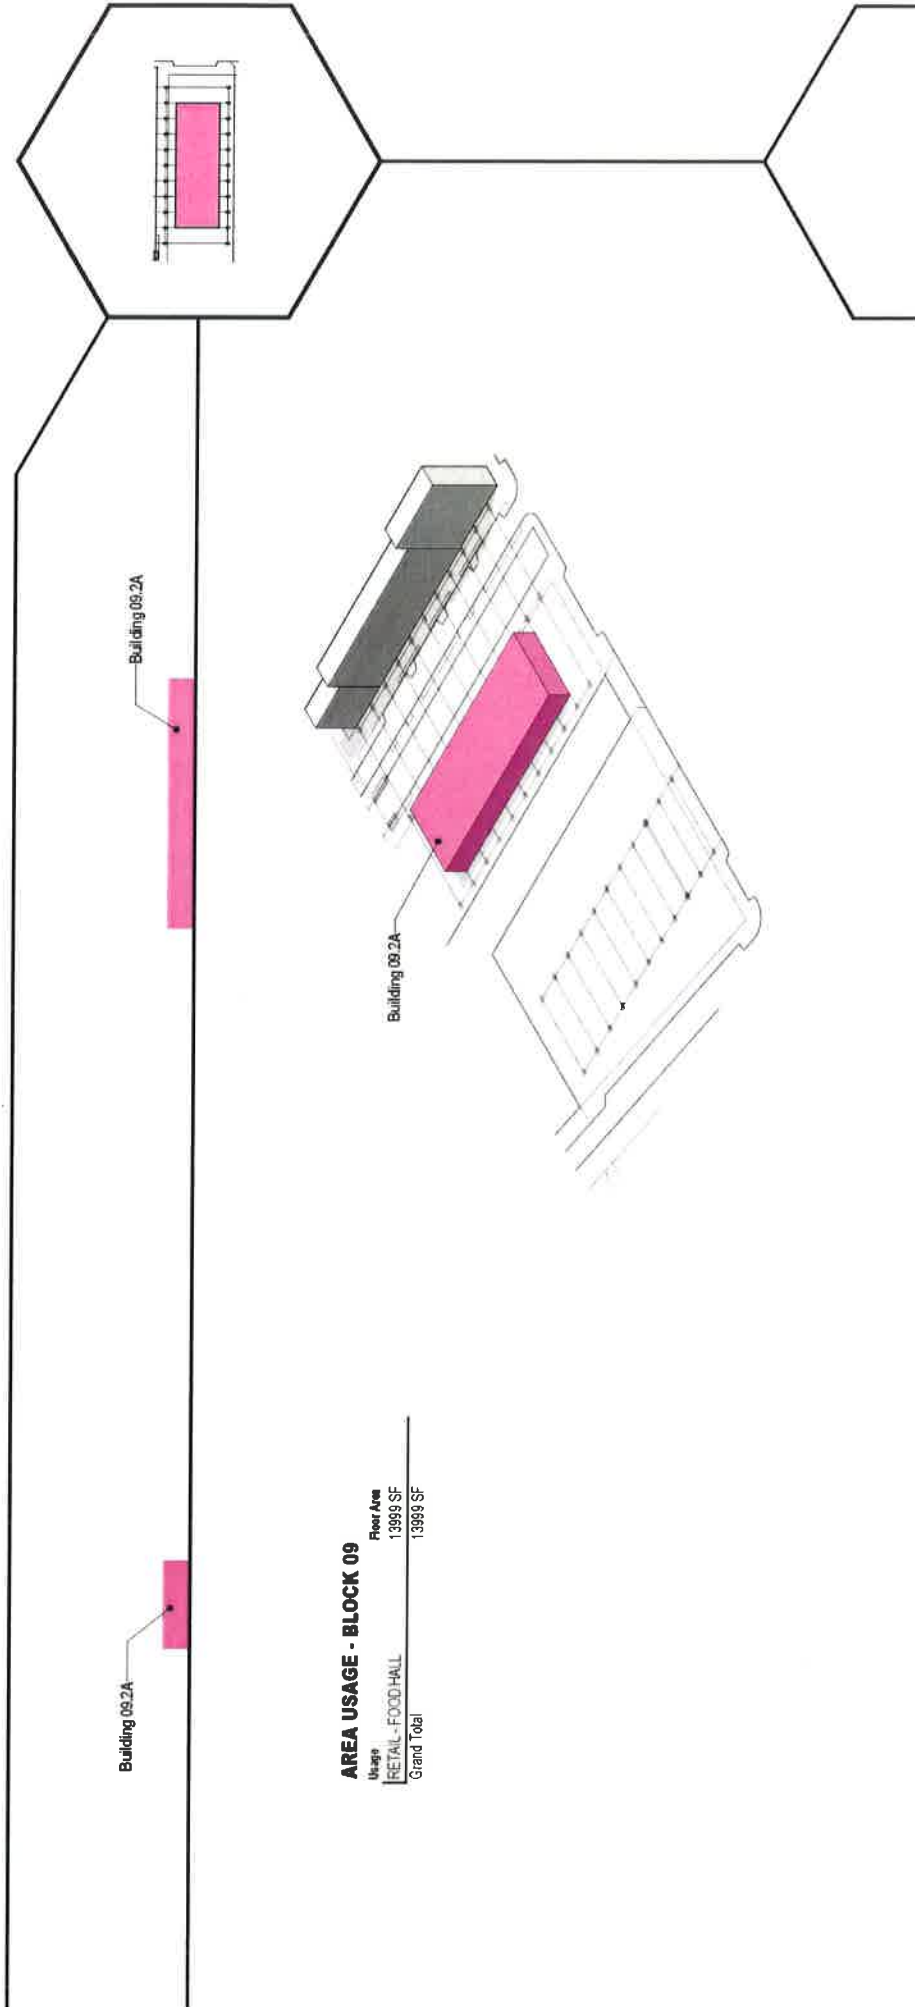 Building 09.2A
Building 09.2A
Building 09.2A
AREA USAGE - BLOCK 09
Usage Floor Area
RETAIL - FOOD HALL 13999 SF
Grand Total 13999 SF